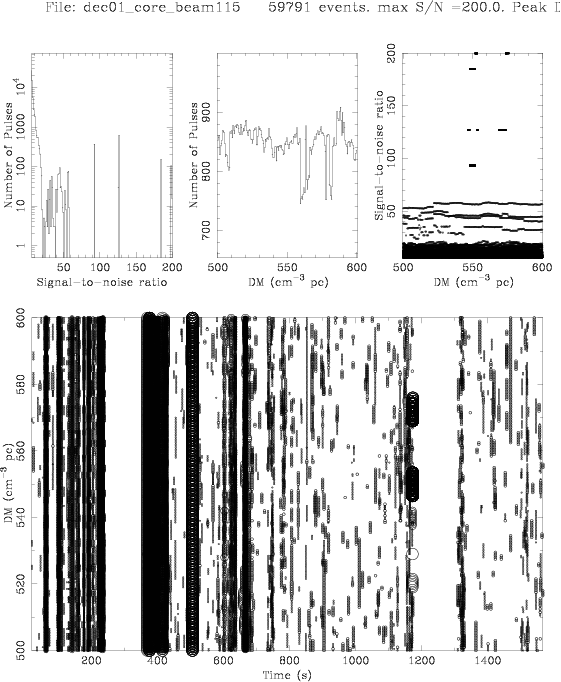 File: dec01_core_beam115 59791 events. max S/N =200.0. Peak D
Number of Pulses
10⁴
1000
100
10
1
50 100 150 200
Signal-to-noise ratio
Number of Pulses
900
800
700
500 550 600
DM (cm⁻³ pc)
Signal-to-noise ratio
200
150
100
50
500 550 600
DM (cm⁻³ pc)
DM (cm⁻³ pc)
600
580
560
540
520
500
200 400 600 800 1000 1200 1400
Time (s)